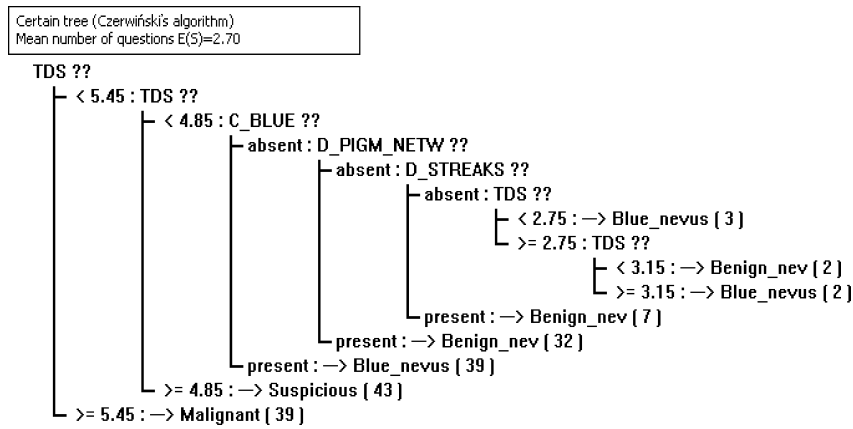 Certain tree (Czerwiński's algorithm)
Mean number of questions E(S)=2.70
TDS ??
< 5.45 : TDS ??
< 4.85 : C_BLUE ??
absent : D_PIGM_NETW ??
absent : D_STREAKS ??
absent : TDS ??
< 2.75 : —> Blue_nevus ( 3 )
>= 2.75 : TDS ??
< 3.15 : —> Benign_nev ( 2 )
>= 3.15 : —> Blue_nevus ( 2 )
present : —> Benign_nev ( 7 )
present : —> Benign_nev ( 32 )
present : —> Blue_nevus ( 39 )
>= 4.85 : —> Suspicious ( 43 )
>= 5.45 : —> Malignant ( 39 )